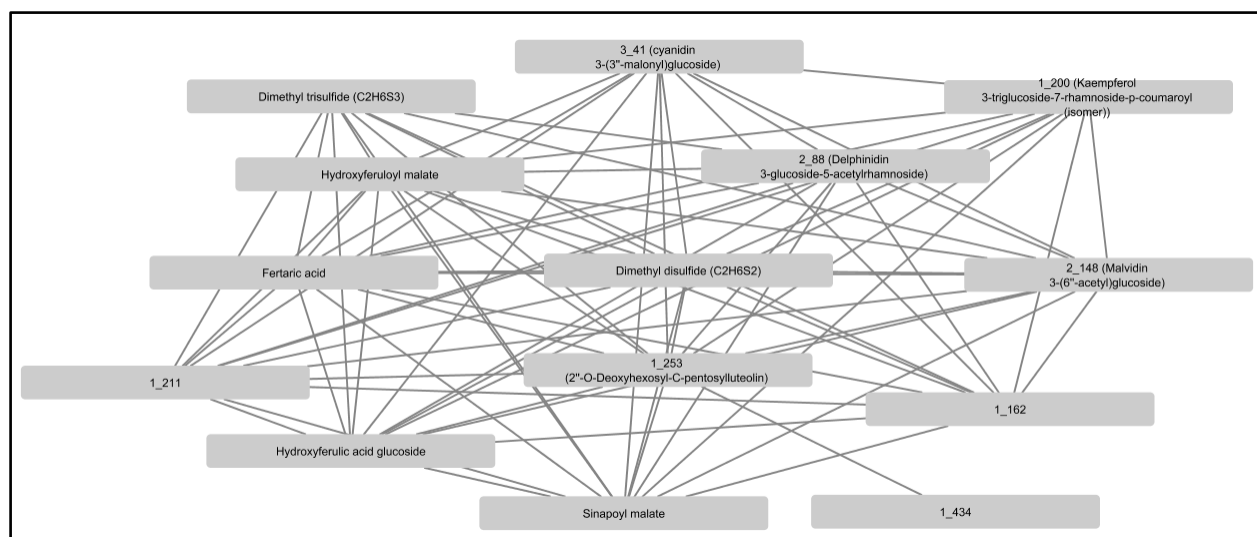 3_41 (cyanidin
3-(3"-malonyl)glucoside)
Dimethyl trisulfide (C2H6S3)
1_200 (Kaempferol
3-triglucoside-7-rhamnoside-p-coumaroyl
(isomer))
Hydroxyferuloyl malate
2_88 (Delphinidin
3-glucoside-5-acetylrhamnoside)
Fertaric acid
Dimethyl disulfide (C2H6S2)
2_148 (Malvidin
3-(6"-acetyl)glucoside)
1_211
1_253
(2"-O-Deoxyhexosyl-C-pentosylluteolin)
1_162
Hydroxyferulic acid glucoside
Sinapoyl malate
1_434